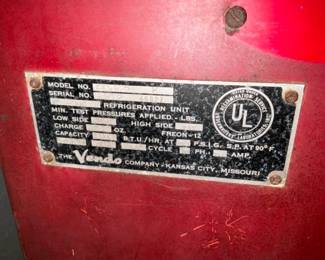 MODEL NO.
SERIAL NO.
REFRIGERATION UNIT
MIN. TEST PRESSURES APPLIED - LBS.
LOW SIDE HIGH SIDE
CHARGE OZ. FREON-12
CAPACITY B.T.U./HR. AT P.S.I.G. S.P. AT 90° F.
CYCLE PH. AMP.
THE Vendo COMPANY - KANSAS CITY, MISSOURI
UL